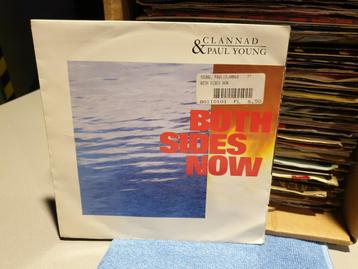 CLANNAD
& PAUL YOUNG
YOUNG, PAUL/CLANNAD
BOTH SIDES NOW
FL 6,50
BOTH
SIDES
NOW